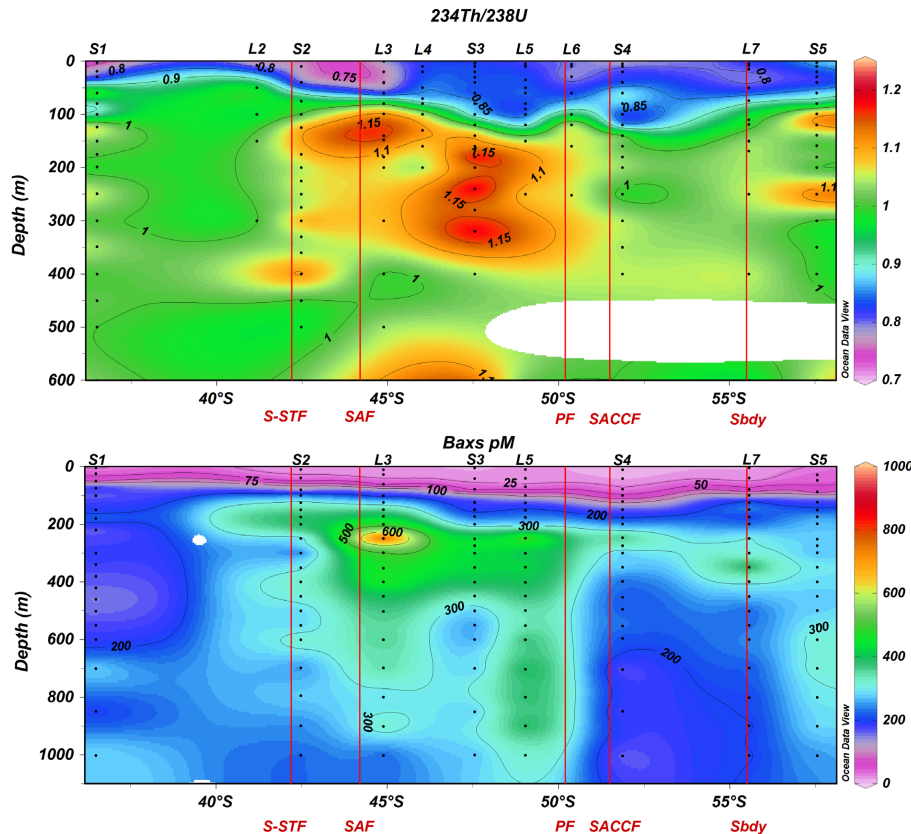 234Th/238U
S1 L2 S2 L3 L4 S3 L5 L6 S4 L7 S5
0
100
200
300
400
500
600
Depth (m)
0.8 0.9 0.8 0.75 0.85 0.85 0.8
1 1.15 1.1 1.15 1.1 1 1.1
1.15 1.15
1 1 1
1 1 1.1
Ocean Data View
1.2
1.1
1
0.9
0.8
0.7
40°S 45°S 50°S 55°S
S-STF SAF PF SACCF Sbdy
Baxs pM
S1 S2 L3 S3 L5 S4 L7 S5
0
200
400
600
800
1000
Depth (m)
75 100 25 50
500 600 300 200
300
200 200 300
300
Ocean Data View
1000
800
600
400
200
0
40°S 45°S 50°S 55°S
S-STF SAF PF SACCF Sbdy